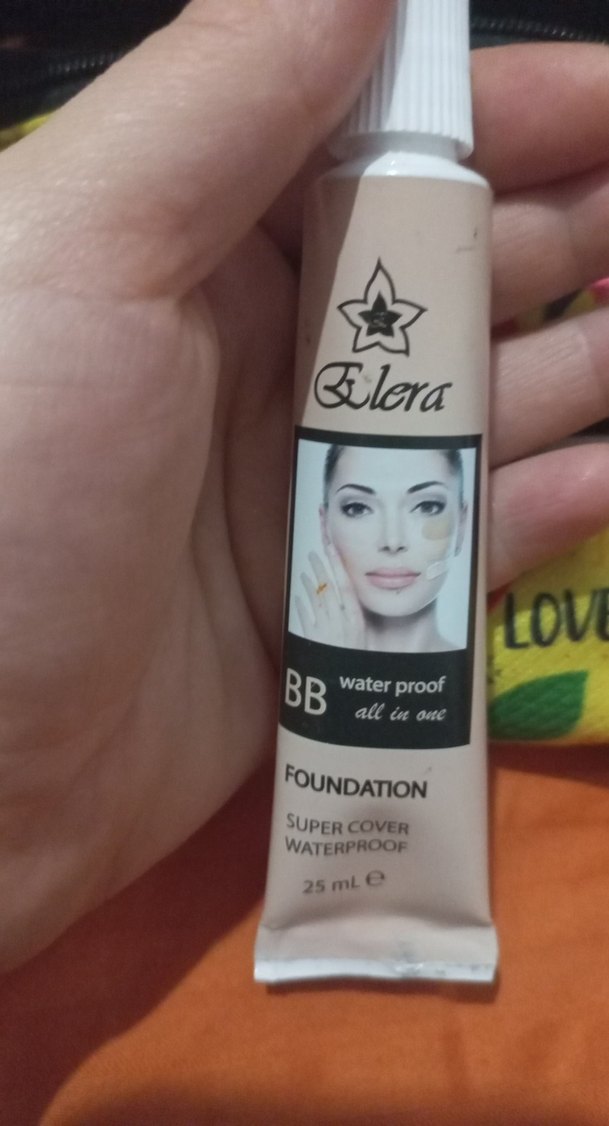 Elera
BB water proof
all in one
FOUNDATION
SUPER COVER
WATERPROOF
25 mL ℮
LOVE